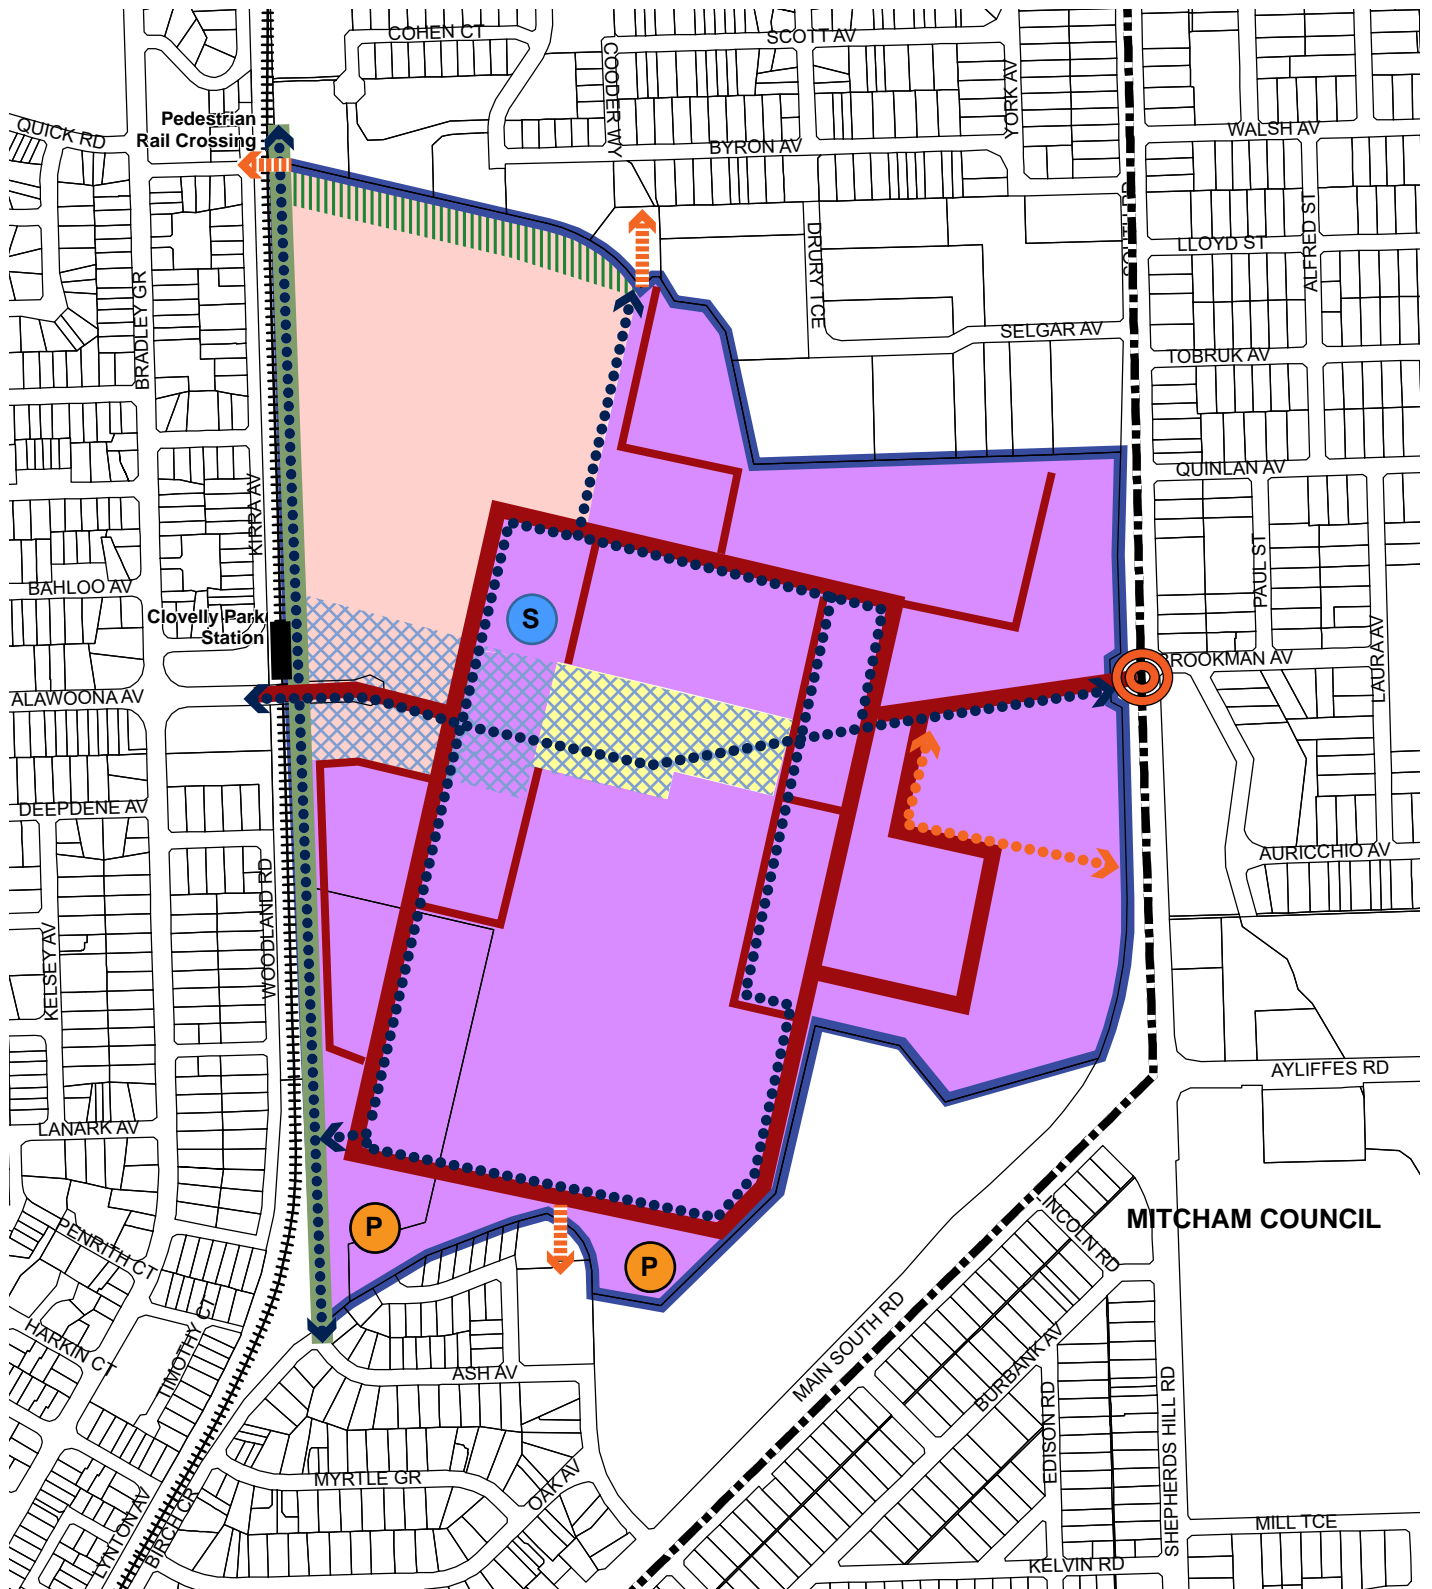 COHEN CT
SCOTT AV
COODER WY
YORK AV
Pedestrian
Rail Crossing
QUICK RD
WALSH AV
BYRON AV
LLOYD ST
ALFRED ST
DRURY TCE
BRADLEY GR
SELGAR AV
TOBRUK AV
QUINLAN AV
KIRRA AV
PAUL ST
BAHLOO AV
Clovelly Park
Station
S
BROOKMAN AV
LAURA AV
ALAWOONA AV
DEEPDENE AV
AURICCHIO AV
WOODLAND RD
KELSEY AV
AYLIFFES RD
LANARK AV
MITCHAM COUNCIL
P
P
PENRITH CT
LINCOLN RD
HARKIN CT
TIMOTHY CT
MAIN SOUTH RD
BURBANK AV
ASH AV
EDISON RD
SHEPHERDS HILL RD
MYRTLE GR
OAK AV
LYNTON AV
BIRCH CR
MILL TCE
KELVIN RD